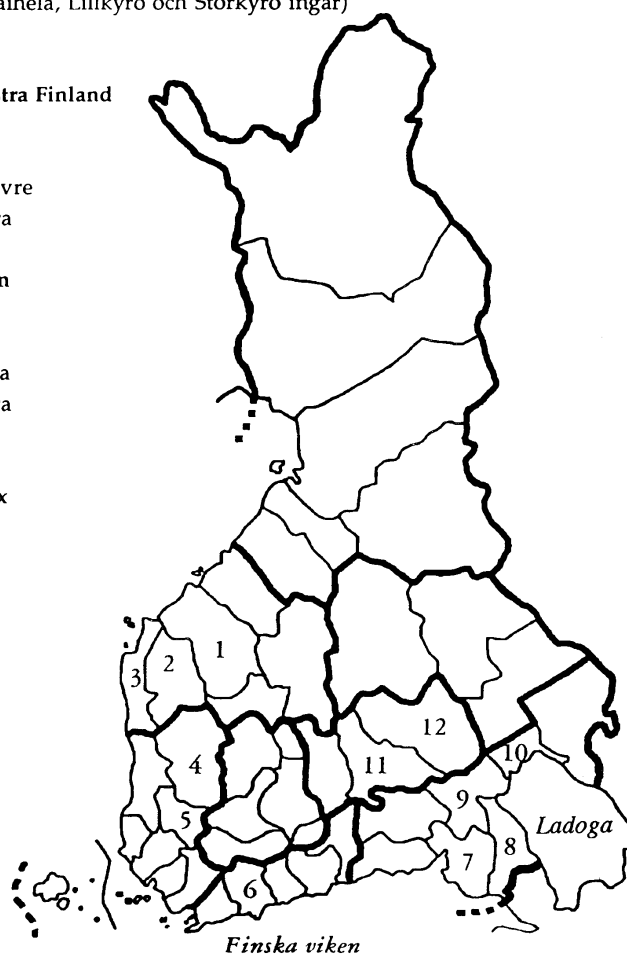 aihela, Lillkyro och Storkyro ingår)
tra Finland
vre
a
n
a
a
x
1
2
3
12
4
11
10
9
5
Ladoga
8
7
6
Finska viken